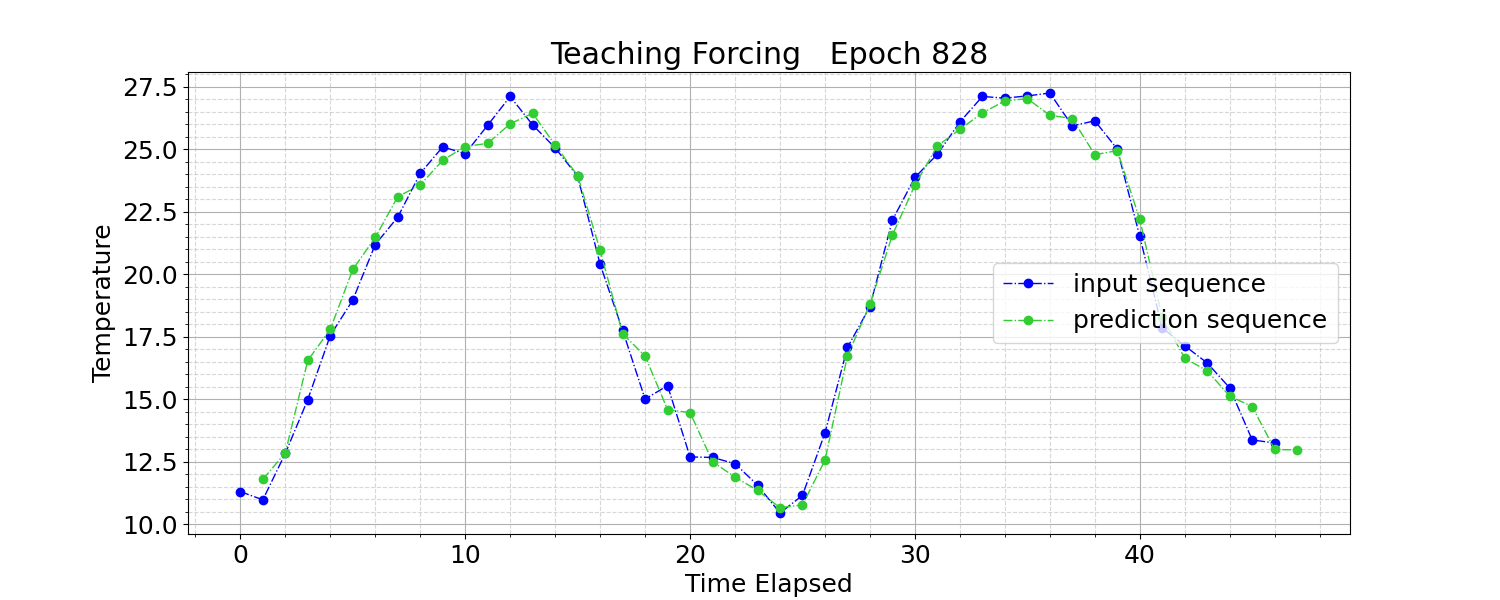 Teaching Forcing   Epoch 828
27.5
25.0
22.5
20.0
17.5
15.0
12.5
10.0
Temperature
input sequence
prediction sequence
0 10 20 30 40
Time Elapsed